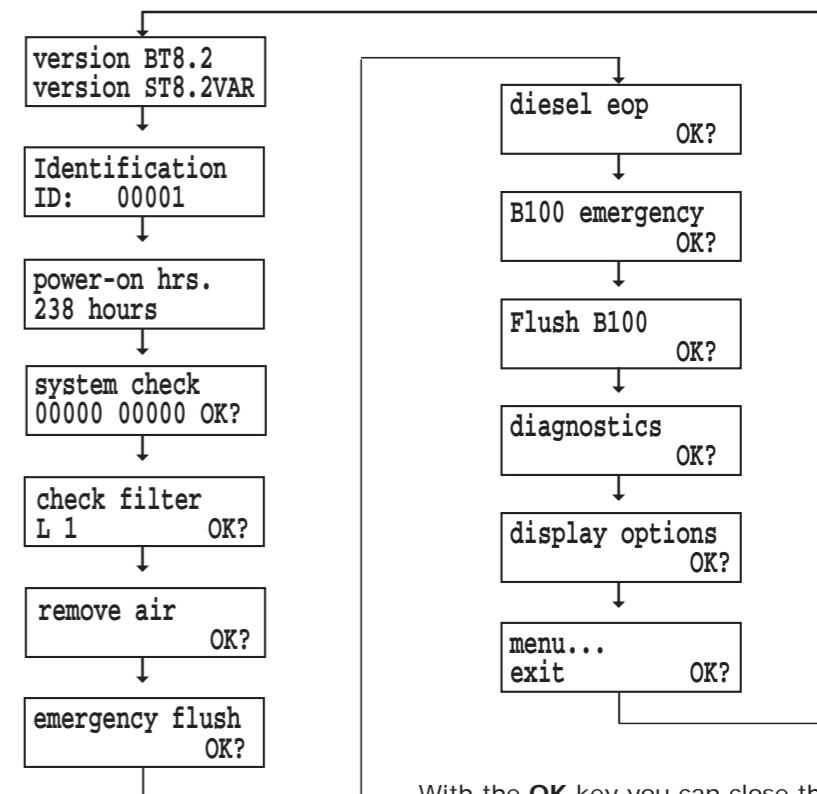 version BT8.2
version ST8.2VAR
Identification
ID: 00001
power-on hrs.
238 hours
system check
00000 00000 OK?
check filter
L 1 OK?
remove air
OK?
emergency flush
OK?
diesel eop
OK?
B100 emergency
OK?
Flush B100
OK?
diagnostics
OK?
display options
OK?
menu...
exit OK?
With the OK key you can close th